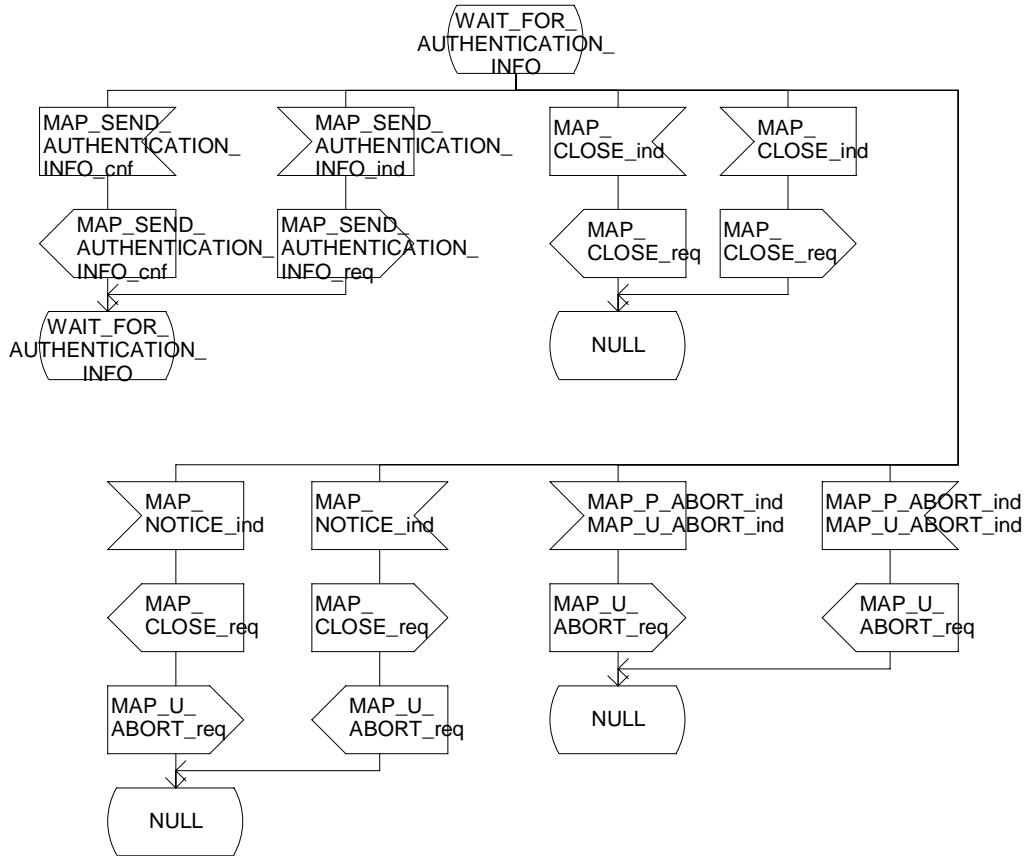 WAIT_FOR_
AUTHENTICATION_
INFO
MAP_SEND_
AUTHENTICATION_
INFO_cnf
MAP_SEND_
AUTHENTICATION_
INFO_ind
MAP_
CLOSE_ind
MAP_
CLOSE_ind
MAP_SEND_
AUTHENTICATION_
INFO_cnf
MAP_SEND_
AUTHENTICATION_
INFO_req
MAP_
CLOSE_req
MAP_
CLOSE_req
WAIT_FOR_
AUTHENTICATION_
INFO
NULL
MAP_
NOTICE_ind
MAP_
NOTICE_ind
MAP_P_ABORT_ind
MAP_U_ABORT_ind
MAP_P_ABORT_ind
MAP_U_ABORT_ind
MAP_
CLOSE_req
MAP_
CLOSE_req
MAP_U_
ABORT_req
MAP_U_
ABORT_req
MAP_U_
ABORT_req
MAP_U_
ABORT_req
NULL
NULL